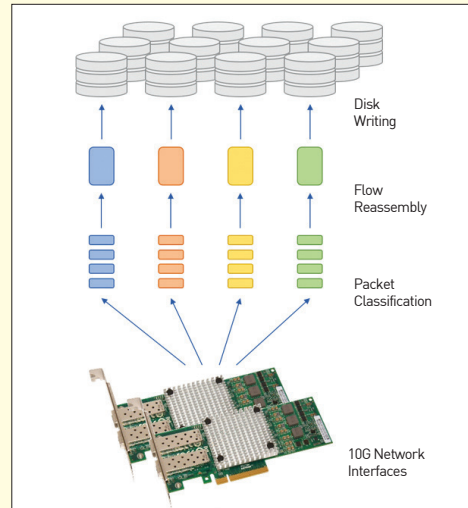 Disk
Writing
Flow
Reassembly
Packet
Classification
10G Network
Interfaces